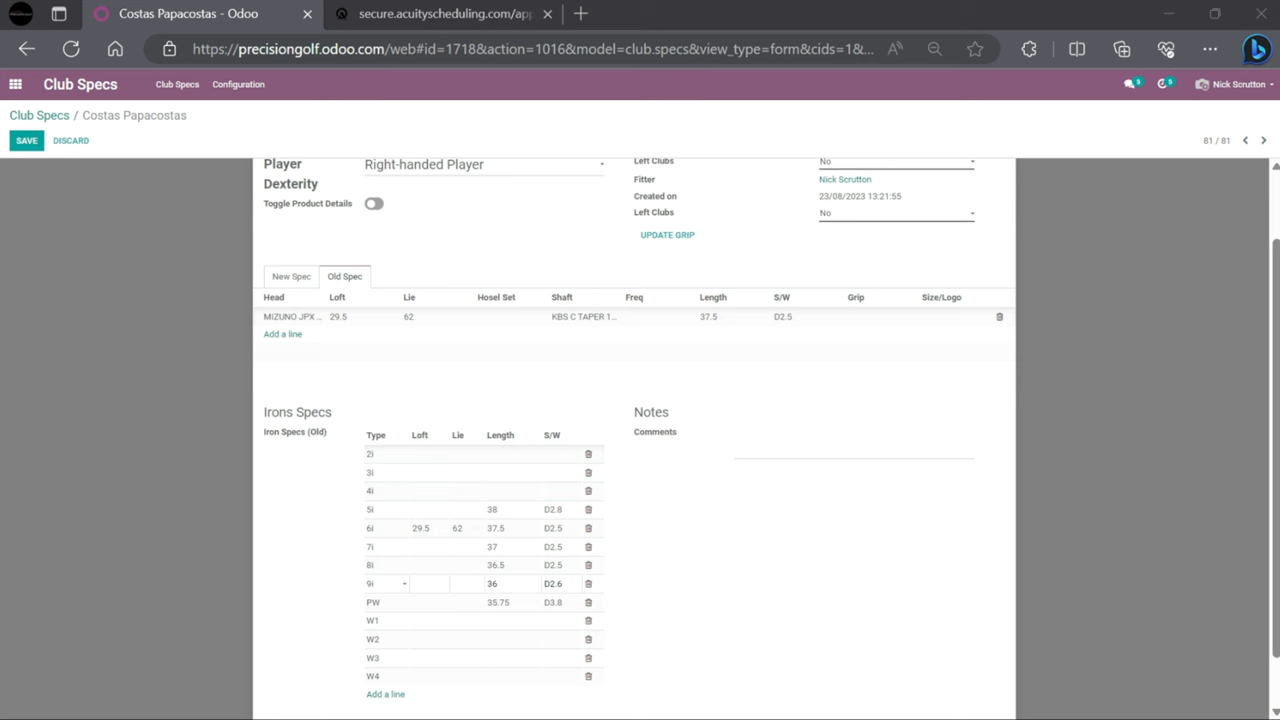 Costas Papacostas - Odoo
secure.acuityscheduling.com/app
https://precisiongolf.odoo.com/web#id=1718&action=1016&model=club.specs&view_type=form&cids=1&...
Club Specs Club Specs Configuration 5 5 Nick Scrutton
Club Specs / Costas Papacostas
SAVE DISCARD 81 / 81
Player Dexterity Right-handed Player
Toggle Product Details
Left Clubs No
Fitter Nick Scrutton
Created on 23/08/2023 13:21:55
Left Clubs No
UPDATE GRIP
New Spec Old Spec
Head Loft Lie Hosel Set Shaft Freq Length S/W Grip Size/Logo
MIZUNO JPX ... 29.5 62 KBS C TAPER 1... 37.5 D2.5
Add a line
Irons Specs
Iron Specs (Old)
Type Loft Lie Length S/W
2i
3i
4i
5i 38 D2.8
6i 29.5 62 37.5 D2.5
7i 37 D2.5
8i 36.5 D2.5
9i 36 D2.6
PW 35.75 D3.8
W1
W2
W3
W4
Add a line
Notes
Comments